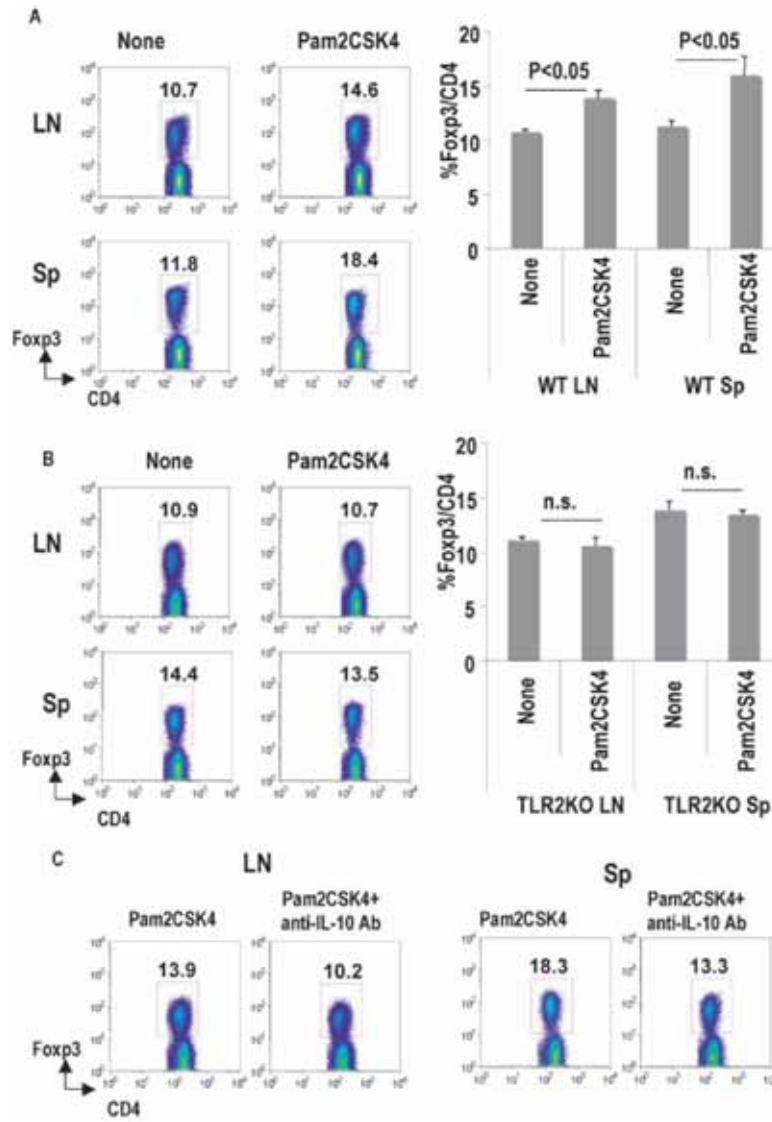 A
None
Pam2CSK4
LN
10.7
14.6
Sp
11.8
18.4
Foxp3
CD4
%Foxp3/CD4
20
15
10
5
0
P<0.05
P<0.05
None
Pam2CSK4
None
Pam2CSK4
WT LN
WT Sp
B
None
Pam2CSK4
LN
10.9
10.7
Sp
14.4
13.5
Foxp3
CD4
%Foxp3/CD4
20
15
10
5
0
n.s.
n.s.
None
Pam2CSK4
None
Pam2CSK4
TLR2KO LN
TLR2KO Sp
C
LN
Sp
Pam2CSK4
Pam2CSK4+
anti-IL-10 Ab
Pam2CSK4
Pam2CSK4+
anti-IL-10 Ab
13.9
10.2
18.3
13.3
Foxp3
CD4